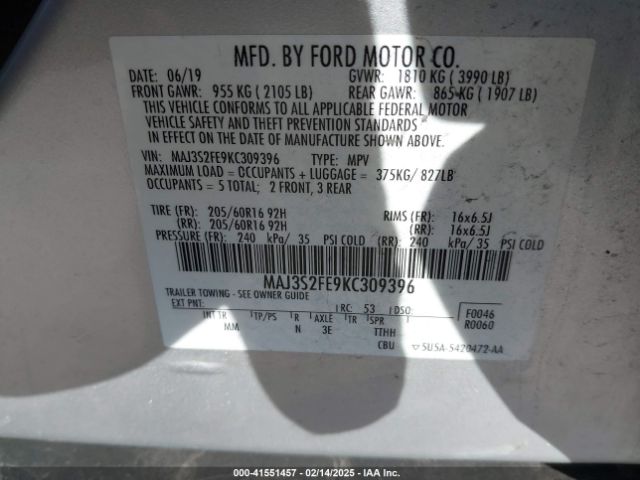 MFD. BY FORD MOTOR CO.
DATE: 06/19 GVWR: 1810 KG ( 3990 LB)
FRONT GAWR: 955 KG ( 2105 LB) REAR GAWR: 865 KG ( 1907 LB)
THIS VEHICLE CONFORMS TO ALL APPLICABLE FEDERAL MOTOR
VEHICLE SAFETY AND THEFT PREVENTION STANDARDS
IN EFFECT ON THE DATE OF MANUFACTURE SHOWN ABOVE.
VIN: MAJ3S2FE9KC309396 TYPE: MPV
MAXIMUM LOAD = OCCUPANTS + LUGGAGE = 375KG/ 827LB
OCCUPANTS = 5 TOTAL; 2 FRONT, 3 REAR
TIRE (FR): 205/60R16 92H RIMS (FR): 16x6.5J
(RR): 205/60R16 92H (RR): 16x6.5J
PRESSURE (FR): 240 kPa/ 35 PSI COLD (RR): 240 kPa/ 35 PSI COLD
MAJ3S2FE9KC309396
TRAILER TOWING - SEE OWNER GUIDE
EXT PNT: RC: 53 DSO: F0046
INT TR TP/PS R AXLE TR SPR R0060
MM N 3E TTHH
CBU 5U5A-5420472-AA
000-41551457 - 02/14/2025 - IAA Inc.